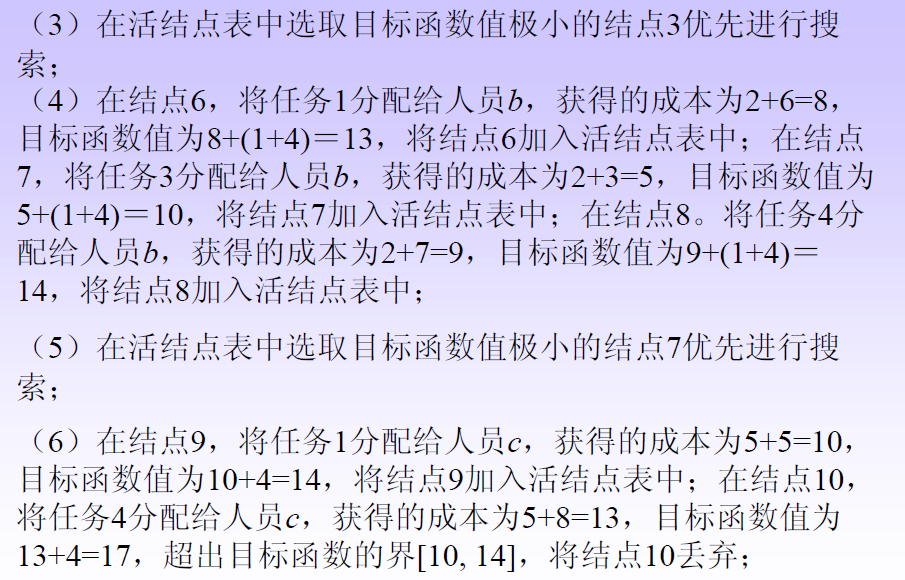 （3）在活结点表中选取目标函数值极小的结点3优先进行搜
索；
（4）在结点6，将任务1分配给人员b，获得的成本为2+6=8，
目标函数值为8+(1+4)＝13，将结点6加入活结点表中；在结点
7，将任务3分配给人员b，获得的成本为2+3=5，目标函数值为
5+(1+4)＝10，将结点7加入活结点表中；在结点8。将任务4分
配给人员b，获得的成本为2+7=9，目标函数值为9+(1+4)＝
14，将结点8加入活结点表中；
（5）在活结点表中选取目标函数值极小的结点7优先进行搜
索；
（6）在结点9，将任务1分配给人员c，获得的成本为5+5=10，
目标函数值为10+4=14，将结点9加入活结点表中；在结点10，
将任务4分配给人员c，获得的成本为5+8=13，目标函数值为
13+4=17，超出目标函数的界[10, 14]，将结点10丢弃；